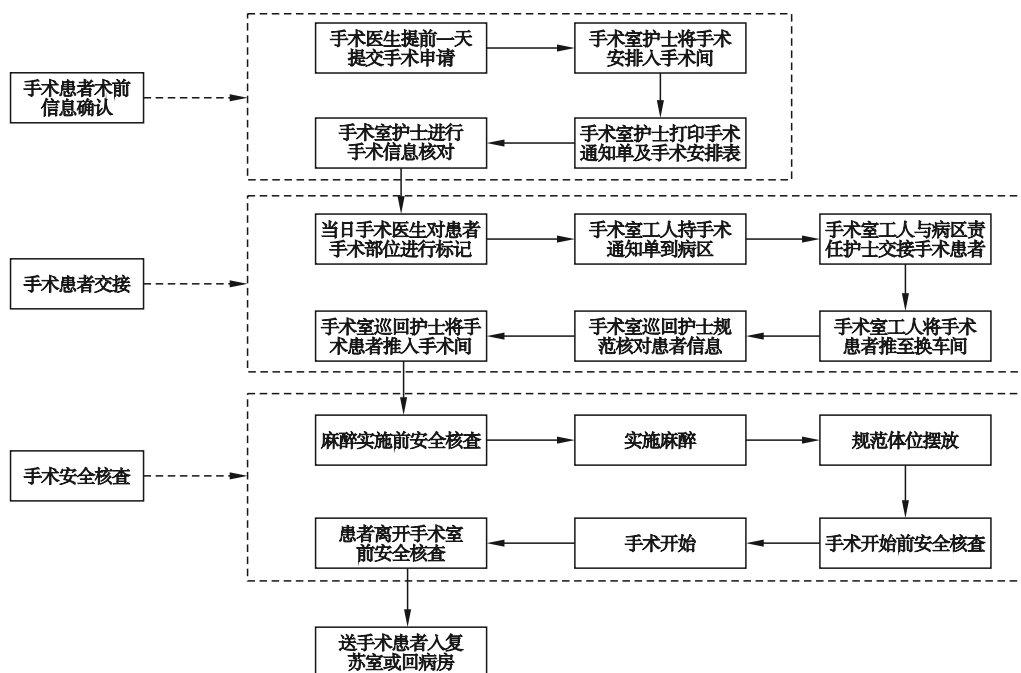 手术患者术前
信息确认
手术医生提前一天
提交手术申请
手术室护士将手术
安排入手术间
手术室护士打印手术
通知单及手术安排表
手术室护士进行
手术信息核对
手术患者交接
当日手术医生对患者
手术部位进行标记
手术室工人持手术
通知单到病区
手术室工人与病区责
任护士交接手术患者
手术室工人将手术
患者推至换车间
手术室巡回护士规
范核对患者信息
手术室巡回护士将手
术患者推入手术间
手术安全核查
麻醉实施前安全核查
实施麻醉
规范体位摆放
手术开始前安全核查
手术开始
患者离开手术室
前安全核查
送手术患者入复
苏室或回病房